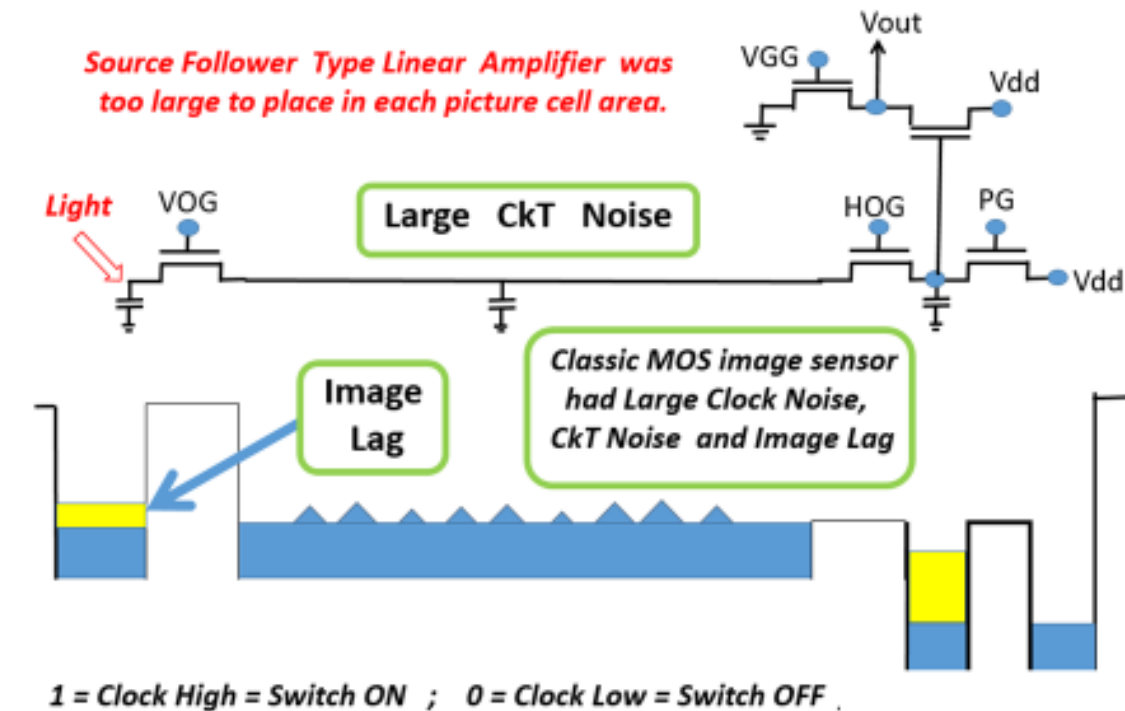 Vout
Source Follower Type Linear Amplifier was
too large to place in each picture cell area.
VGG
Vdd
Light
VOG
Large CkT Noise
HOG
PG
Vdd
Image
Lag
Classic MOS image sensor
had Large Clock Noise,
CkT Noise and Image Lag
1 = Clock High = Switch ON ; 0 = Clock Low = Switch OFF .